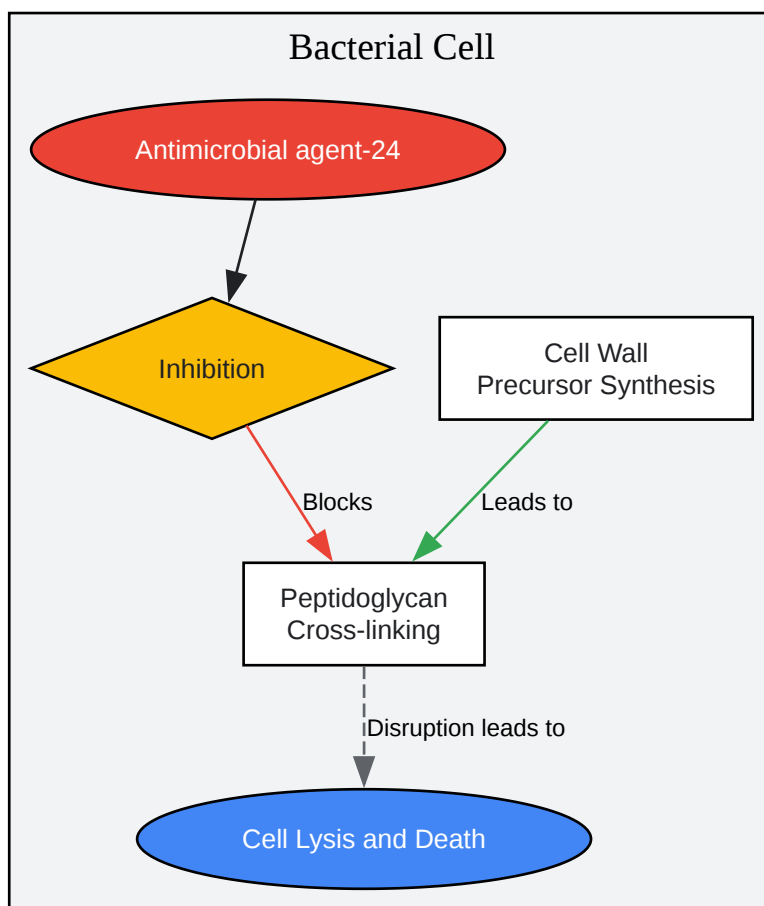 Bacterial Cell
Antimicrobial agent-24
Inhibition
Cell Wall
Precursor Synthesis
Blocks
Leads to
Peptidoglycan
Cross-linking
Disruption leads to
Cell Lysis and Death